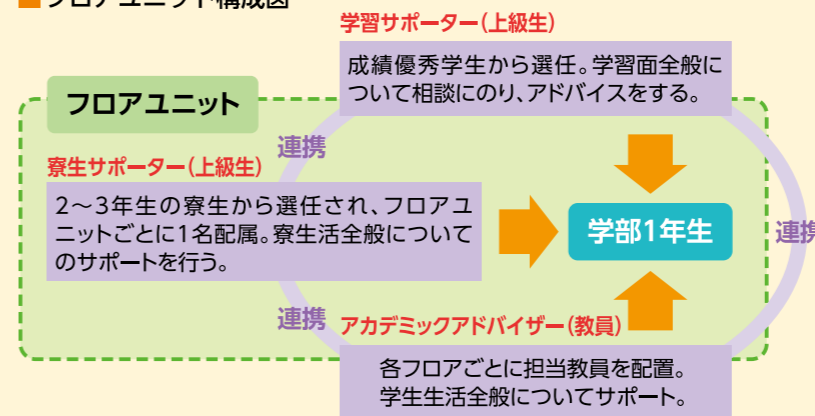 ■フロアユニット構成図
学習サポーター(上級生)
成績優秀学生から選任。学習面全般に
ついて相談にのり、アドバイスをする。
フロアユニット
連携
寮生サポーター(上級生)
2〜3年生の寮生から選任され、フロアユ
ニットごとに1名配属。寮生活全般について
のサポートを行う。
学部1年生
連携
連携
アカデミックアドバイザー(教員)
各フロアごとに担当教員を配置。
学生生活全般についてサポート。